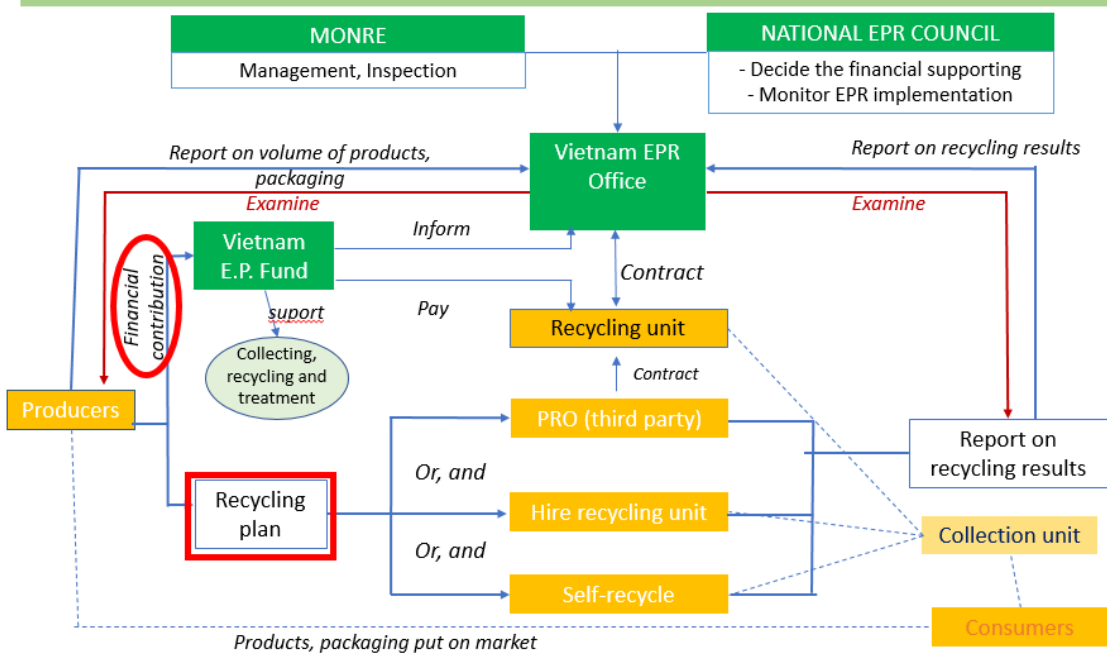 MONRE
Management, Inspection
NATIONAL EPR COUNCIL
- Decide the financial supporting
- Monitor EPR implementation
Report on volume of products,
packaging
Examine
Vietnam EPR
Office
Report on recycling results
Examine
Financial
contribution
Vietnam
E.P. Fund
Inform
Contract
suport
Pay
Recycling unit
Collecting,
recycling and
treatment
Contract
Producers
PRO (third party)
Report on
recycling results
Or, and
Recycling
plan
Hire recycling unit
Collection unit
Or, and
Self-recycle
Consumers
Products, packaging put on market